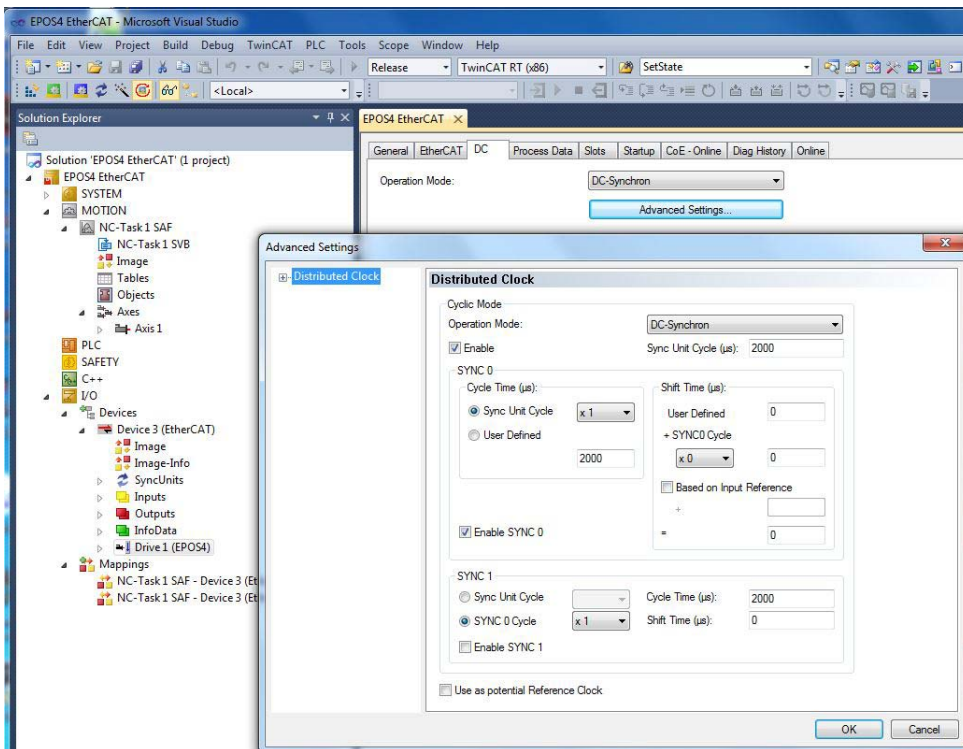 EPOS4 EtherCAT - Microsoft Visual Studio
File Edit View Project Build Debug TwinCAT PLC Tools Scope Window Help
Release TwinCAT RT (x86) SetState
<Local>
Solution Explorer
EPOS4 EtherCAT
Solution 'EPOS4 EtherCAT' (1 project)
EPOS4 EtherCAT
SYSTEM
MOTION
NC-Task 1 SAF
NC-Task 1 SVB
Image
Tables
Objects
Axes
Axis 1
PLC
SAFETY
C++
I/O
Devices
Device 3 (EtherCAT)
Image
Image-Info
SyncUnits
Inputs
Outputs
InfoData
Drive 1 (EPOS4)
Mappings
NC-Task 1 SAF - Device 3 (Et
NC-Task 1 SAF - Device 3 (Et
General EtherCAT DC Process Data Slots Startup CoE - Online Diag History Online
Operation Mode: DC-Synchron
Advanced Settings...
Advanced Settings
Distributed Clock
Distributed Clock
Cyclic Mode
Operation Mode: DC-Synchron
Enable Sync Unit Cycle (µs): 2000
SYNC 0
Cycle Time (µs): Shift Time (µs):
Sync Unit Cycle x 1 User Defined 0
User Defined + SYNC0 Cycle
2000 x 0 0
Based on Input Reference
+
Enable SYNC 0 = 0
SYNC 1
Sync Unit Cycle Cycle Time (µs): 2000
SYNC 0 Cycle x 1 Shift Time (µs): 0
Enable SYNC 1
Use as potential Reference Clock
OK Cancel